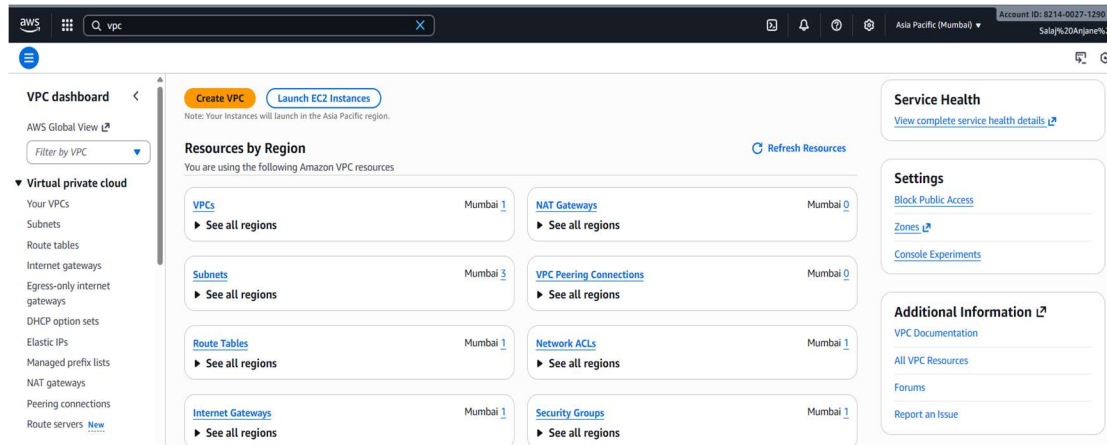 aws
vpc
Asia Pacific (Mumbai) ▼
Account ID: 8214-0027-1290
Salaj%20Anjane%2
VPC dashboard
AWS Global View
Filter by VPC
Virtual private cloud
Your VPCs
Subnets
Route tables
Internet gateways
Egress-only internet
gateways
DHCP option sets
Elastic IPs
Managed prefix lists
NAT gateways
Peering connections
Route servers New
Create VPC
Launch EC2 Instances
Note: Your Instances will launch in the Asia Pacific region.
Resources by Region
Refresh Resources
You are using the following Amazon VPC resources
VPCs Mumbai 1
See all regions
NAT Gateways Mumbai 0
See all regions
Subnets Mumbai 3
See all regions
VPC Peering Connections Mumbai 0
See all regions
Route Tables Mumbai 1
See all regions
Network ACLs Mumbai 1
See all regions
Internet Gateways Mumbai 1
See all regions
Security Groups Mumbai 1
See all regions
Service Health
View complete service health details
Settings
Block Public Access
Zones
Console Experiments
Additional Information
VPC Documentation
All VPC Resources
Forums
Report an Issue